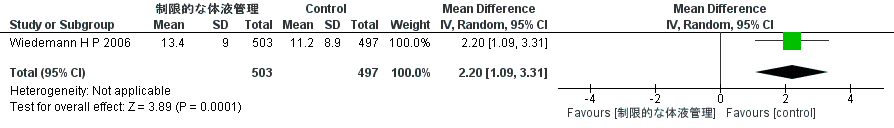 制限的な体液管理 Control Mean Difference Mean Difference
Study or Subgroup Mean SD Total Mean SD Total Weight IV, Random, 95% CI IV, Random, 95% CI
Wiedemann H P 2006 13.4 9 503 11.2 8.9 497 100.0% 2.20 [1.09, 3.31]
Total (95% CI) 503 497 100.0% 2.20 [1.09, 3.31]
Heterogeneity: Not applicable
Test for overall effect: Z = 3.89 (P = 0.0001)
-4 -2 0 2 4
Favours [制限的な体液管理] Favours [control]